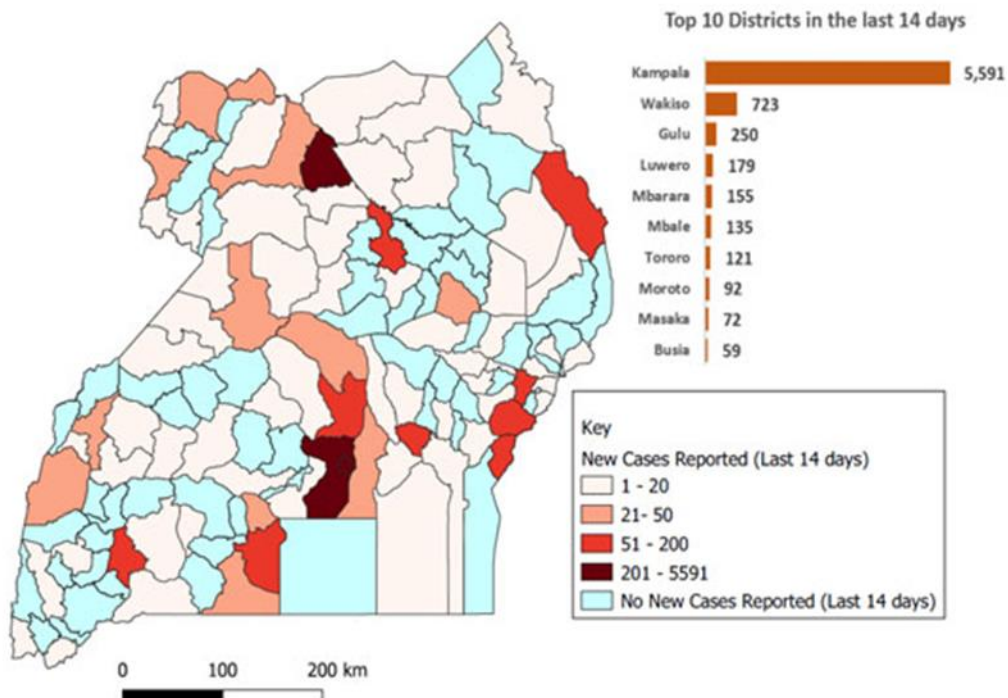 Top 10 Districts in the last 14 days
Kampala 5,591
Wakiso 723
Gulu 250
Luwero 179
Mbarara 155
Mbale 135
Tororo 121
Moroto 92
Masaka 72
Busia 59
Key
New Cases Reported (Last 14 days)
1 - 20
21- 50
51 - 200
201 - 5591
No New Cases Reported (Last 14 days)
0 100 200 km